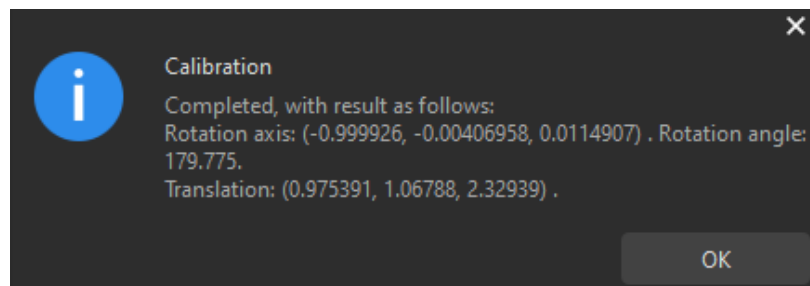 Calibration
Completed, with result as follows:
Rotation axis: (-0.999926, -0.00406958, 0.0114907) . Rotation angle:
179.775.
Translation: (0.975391, 1.06788, 2.32939) .
OK